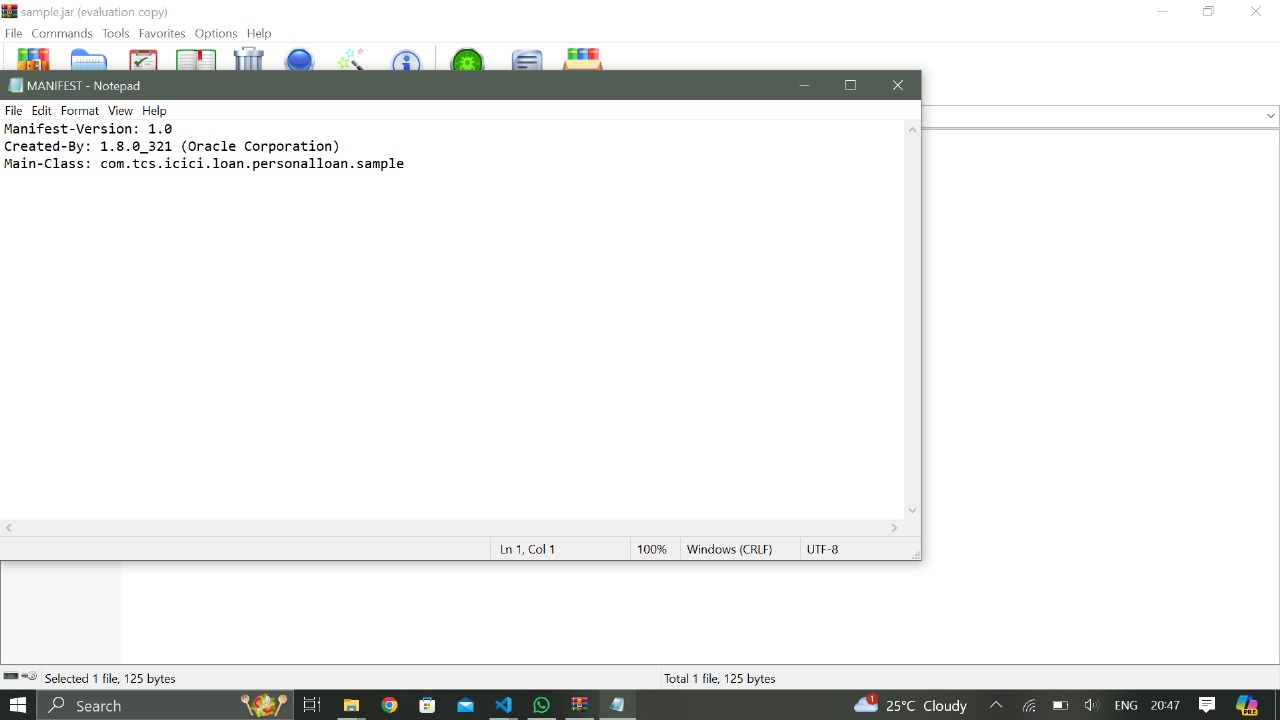 sample.jar (evaluation copy)
File Commands Tools Favorites Options Help
MANIFEST - Notepad
File Edit Format View Help
Manifest-Version: 1.0
Created-By: 1.8.0_321 (Oracle Corporation)
Main-Class: com.tcs.icici.loan.personalloan.sample
Ln 1, Col 1 100% Windows (CRLF) UTF-8
Selected 1 file, 125 bytes Total 1 file, 125 bytes
Search 1 25°C Cloudy ENG 20:47 PRE